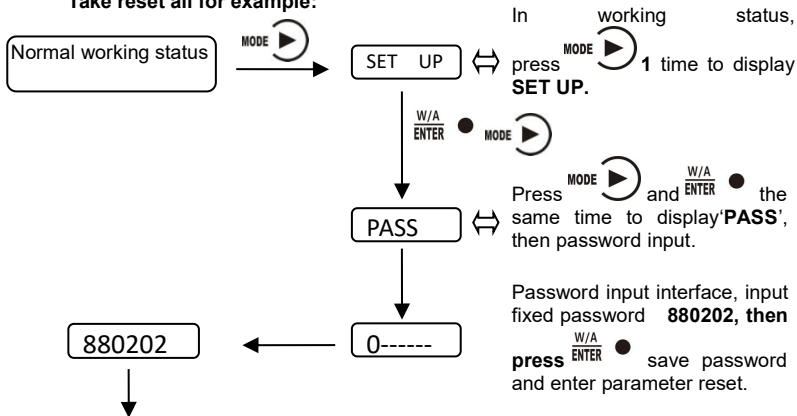 Take reset all for example:
Normal working status
MODE
SET UP
In working status,
press MODE 1 time to display
SET UP.
W/A
ENTER
MODE
PASS
Press MODE and W/A ENTER the
same time to display‘PASS’,
then password input.
880202
0------
Password input interface, input
fixed password 880202, then
press W/A ENTER save password
and enter parameter reset.